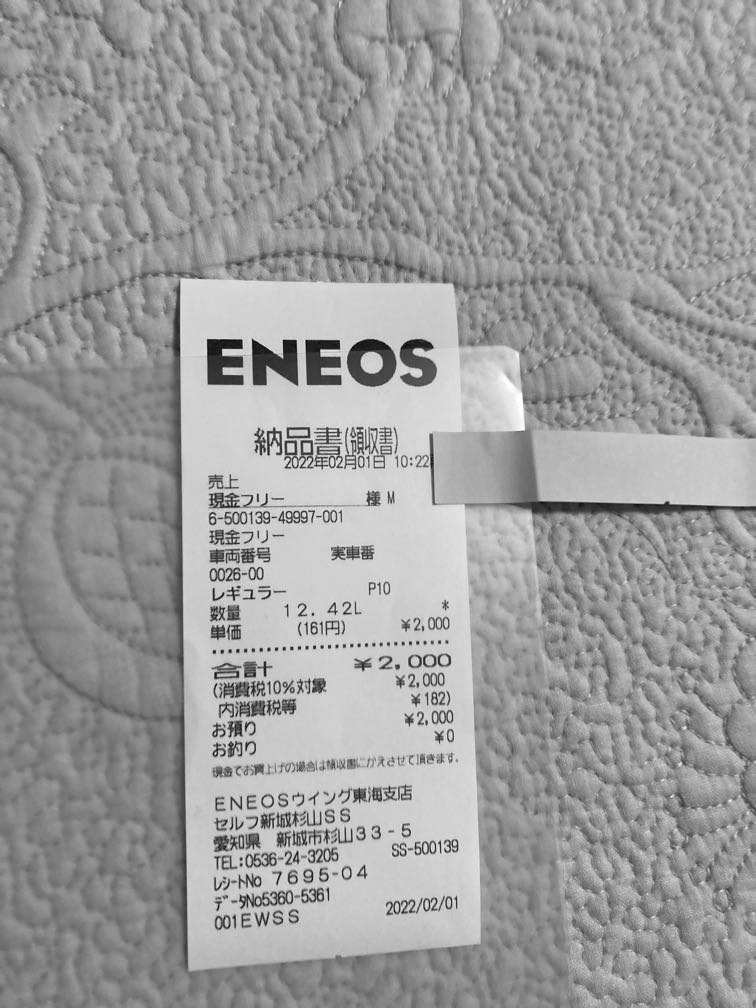 ENEOS
納品書(領収書)
2022年02月01日 10:22
売上
現金フリー 様 M
6-500139-49997-001
現金フリー
車両番号 実車番
0026-00
レギュラー P10
数量 12.42L *
単価 (161円) ¥2,000
合計 ¥2,000
(消費税10%対象 ¥2,000
内消費税等 ¥182)
お預り ¥2,000
お釣り ¥0
現金でお買上げの場合は領収書にかえさせて頂きます。
ENEOSウイング東海支店
セルフ新城杉山SS
愛知県 新城市杉山33-5
TEL:0536-24-3205 SS-500139
レシートNo 7695-04
データNo5360-5361
001EWSS 2022/02/01